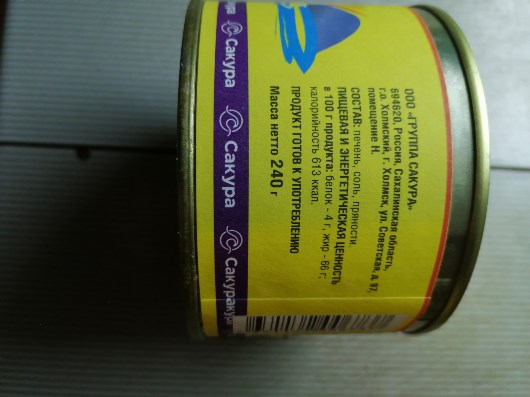 ООО «ГРУППА САКУРА»
694620, Россия, Сахалинская область,
г.о. Холмский, г. Холмск, ул. Советская, д. 97,
помещение Н.
СОСТАВ: печень, соль, пряности.
ПИЩЕВАЯ И ЭНЕРГЕТИЧЕСКАЯ ЦЕННОСТЬ
в 100 г продукта: белок - 4 г, жир - 66 г;
калорийность 613 ккал.
ПРОДУКТ ГОТОВ К УПОТРЕБЛЕНИЮ
Масса нетто 240 г
Сакура Сакура Сакуракура